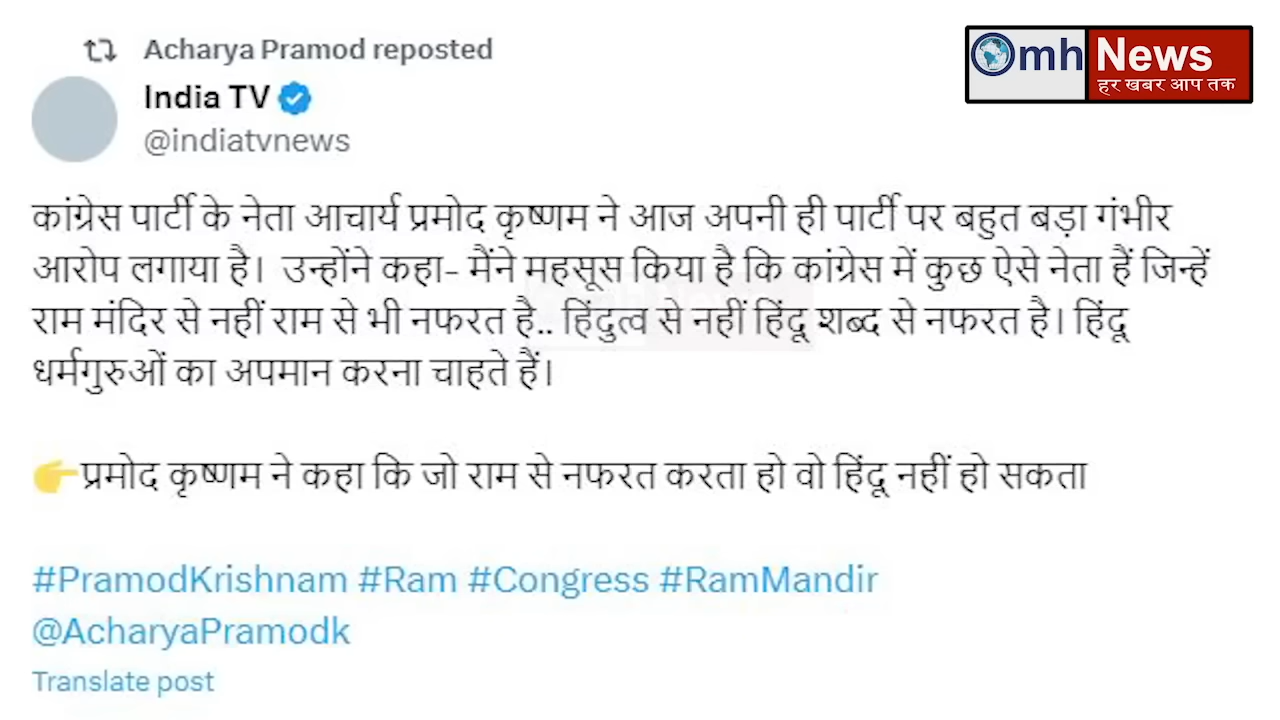 Acharya Pramod reposted
India TV
@indiatvnews
Omh News
हर खबर आप तक
कांग्रेस पार्टी के नेता आचार्य प्रमोद कृष्णम ने आज अपनी ही पार्टी पर बहुत बड़ा गंभीर
आरोप लगाया है। उन्होंने कहा- मैंने महसूस किया है कि कांग्रेस में कुछ ऐसे नेता हैं जिन्हें
राम मंदिर से नहीं राम से भी नफरत है.. हिंदुत्व से नहीं हिंदू शब्द से नफरत है। हिंदू
धर्मगुरुओं का अपमान करना चाहते हैं।
👉प्रमोद कृष्णम ने कहा कि जो राम से नफरत करता हो वो हिंदू नहीं हो सकता
#PramodKrishnam #Ram #Congress #RamMandir
@AcharyaPramodk
Translate post